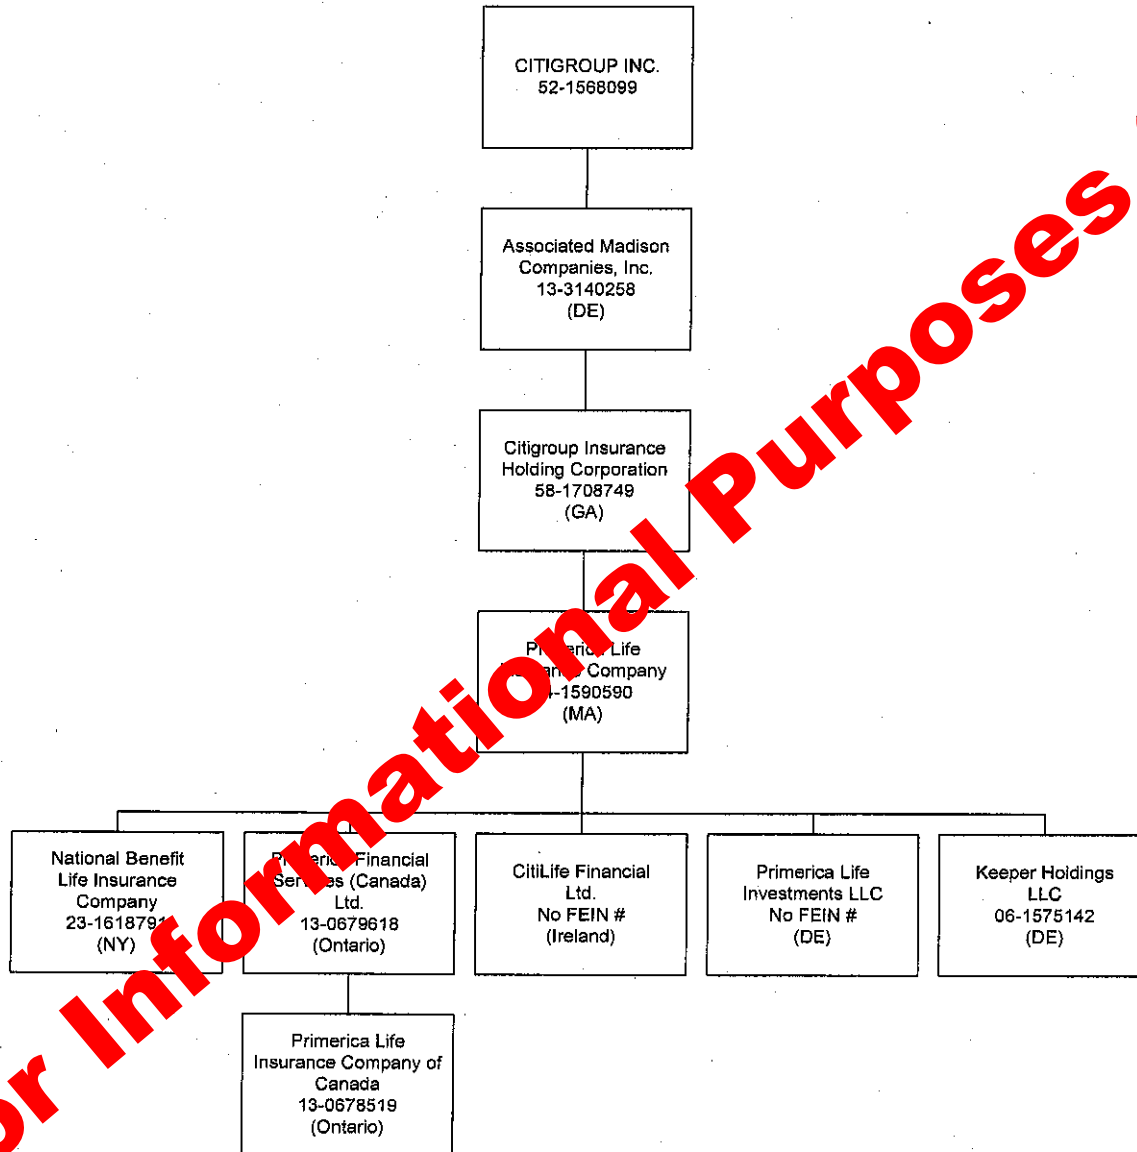 CITIGROUP INC.
52-1568099
Associated Madison
Companies, Inc.
13-3140258
(DE)
Citigroup Insurance
Holding Corporation
58-1708749
(GA)
Life
Company
-1590590
(MA)
National Benefit
Life Insurance
Company
23-1618791
(NY)
Financial
(Canada)
Ltd.
13-0679618
(Ontario)
CitiLife Financial
Ltd.
No FEIN #
(Ireland)
Primerica Life
Investments LLC
No FEIN #
(DE)
Keeper Holdings
LLC
06-1575142
(DE)
Primerica Life
Insurance Company of
Canada
13-0678519
(Ontario)
or Informational Purposes